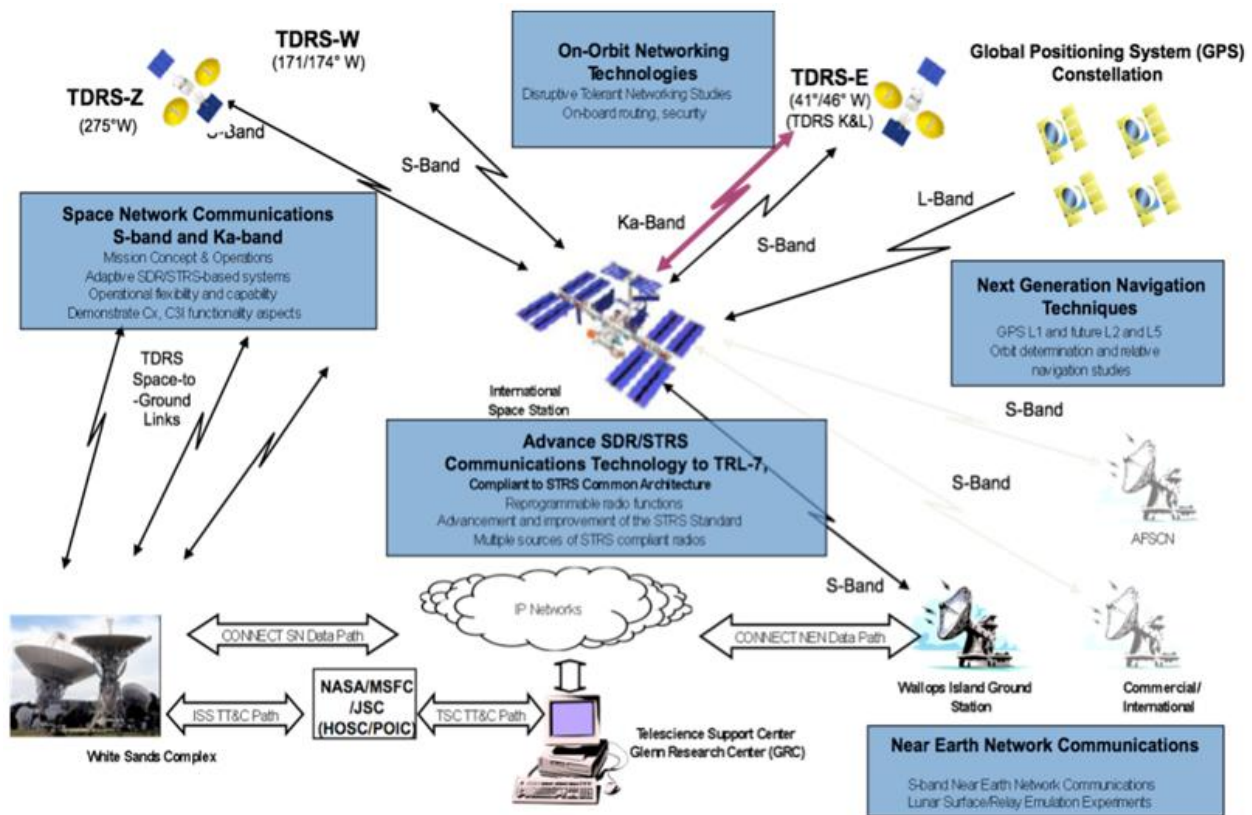 TDRS-W
(171/174° W)
TDRS-Z
(275°W)
-Band
S-Band
On-Orbit Networking
Technologies
Disruptive Tolerant Networking Studies
On-board routing, security
TDRS-E
(41°/46° W)
(TDRS K&L)
Global Positioning System (GPS)
Constellation
Ka-Band
S-Band
L-Band
Space Network Communications
S-band and Ka-band
Mission Concept & Operations
Adaptive SDR/STRS-based systems
Operational flexibility and capability
Demonstrate Cx, C3I functionality aspects
Next Generation Navigation
Techniques
GPS L1 and future L2 and L5
Orbit determination and relative
navigation studies
TDRS
Space-to
-Ground
Links
International
Space Station
S-Band
S-Band
S-Band
Advance SDR/STRS
Communications Technology to TRL-7,
Compliant to STRS Common Architecture
Reprogrammable radio functions
Advancement and improvement of the STRS Standard
Multiple sources of STRS compliant radios
AFSCN
IP Networks
CONNECT SN Data Path
CONNECT NEN Data Path
ISS TT&C Path
NASA/MSFC
/JSC
(HOSC/POIC)
TSC TT&C Path
White Sands Complex
Telescience Support Center
Glenn Research Center (GRC)
Wallops Island Ground
Station
Commercial/
International
Near Earth Network Communications
S-band Near Earth Network Communications
Lunar Surface/Relay Emulation Experiments